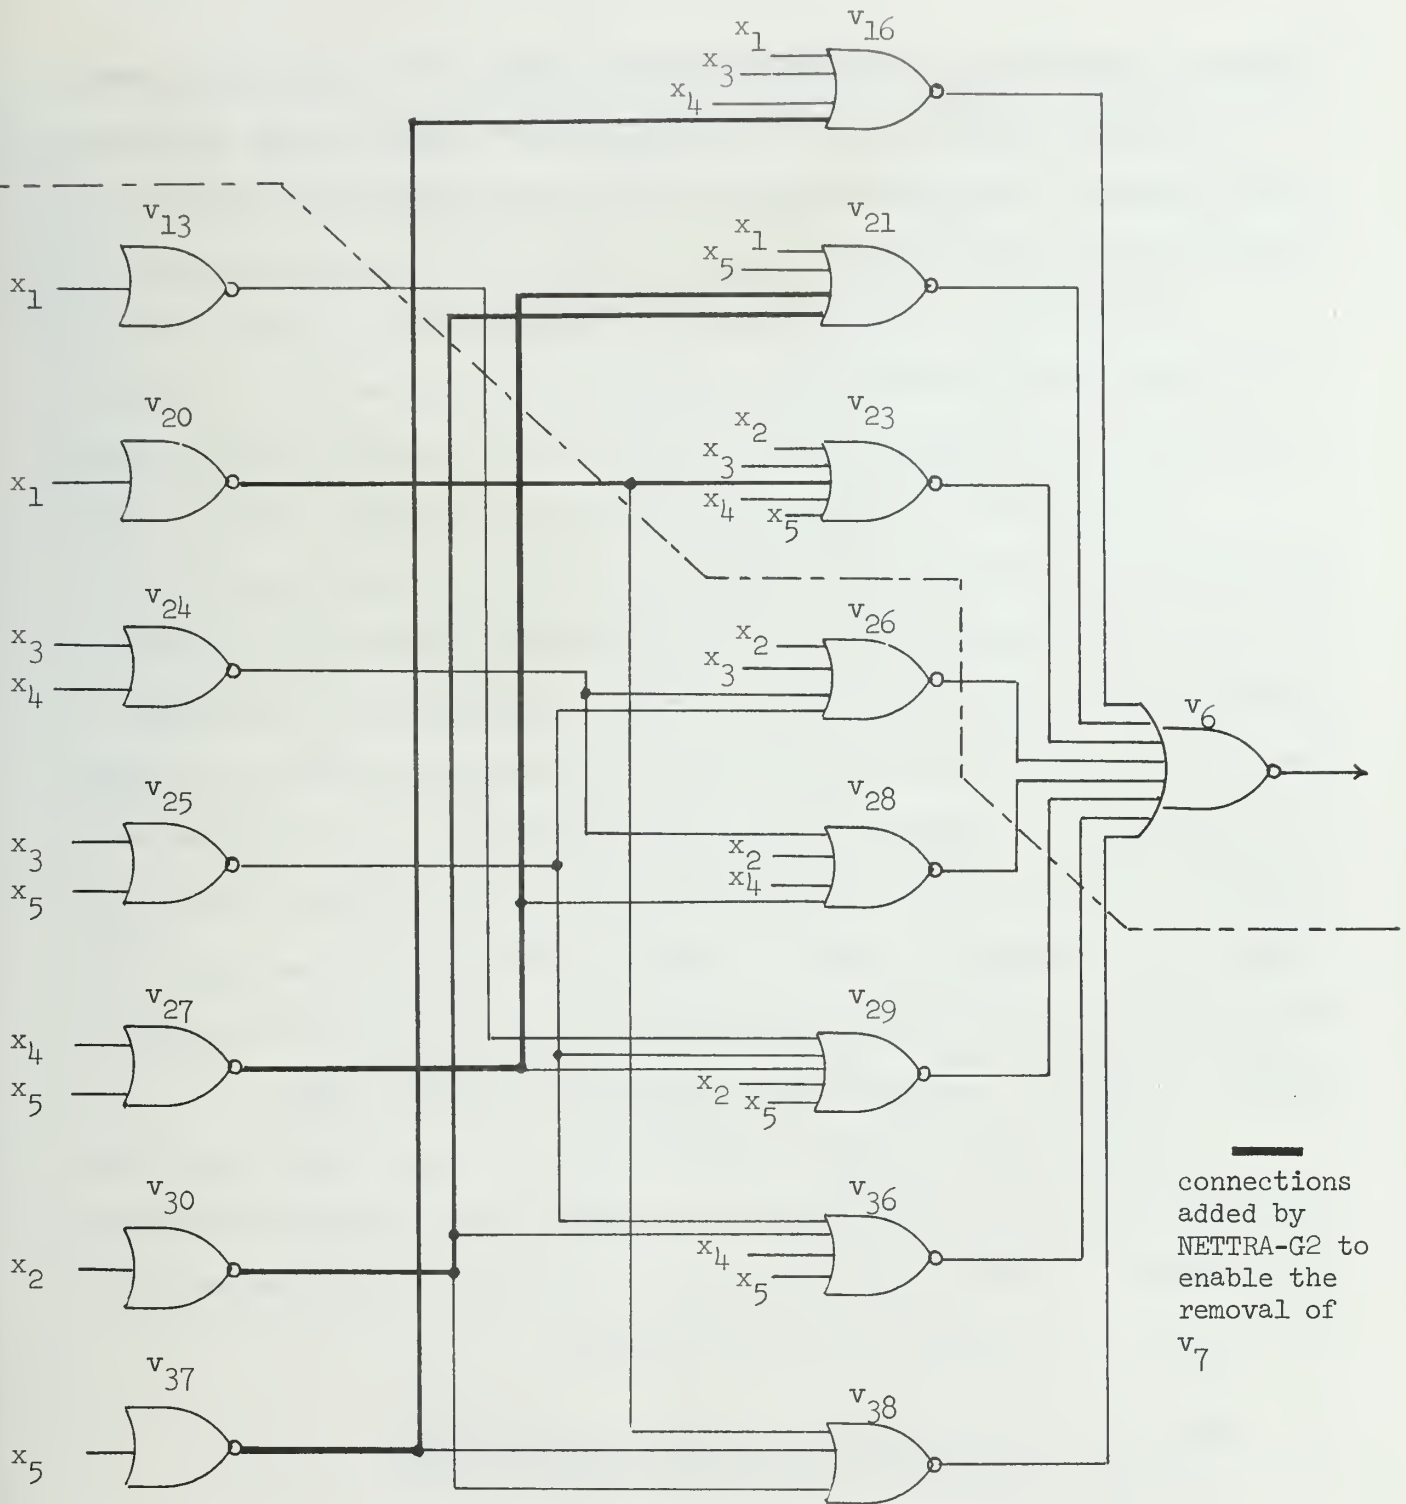 v16
x1
x3
x4
v13
x1
v21
x1
x5
v20
x1
v23
x2
x3
x4
x5
v24
x3
x4
v26
x2
x3
v6
v25
x3
x5
v28
x2
x4
v27
x4
x5
v29
x2
x5
v30
x2
v36
x4
x5
connections
added by
NETTRA-G2 to
enable the
removal of
v7
v37
x5
v38